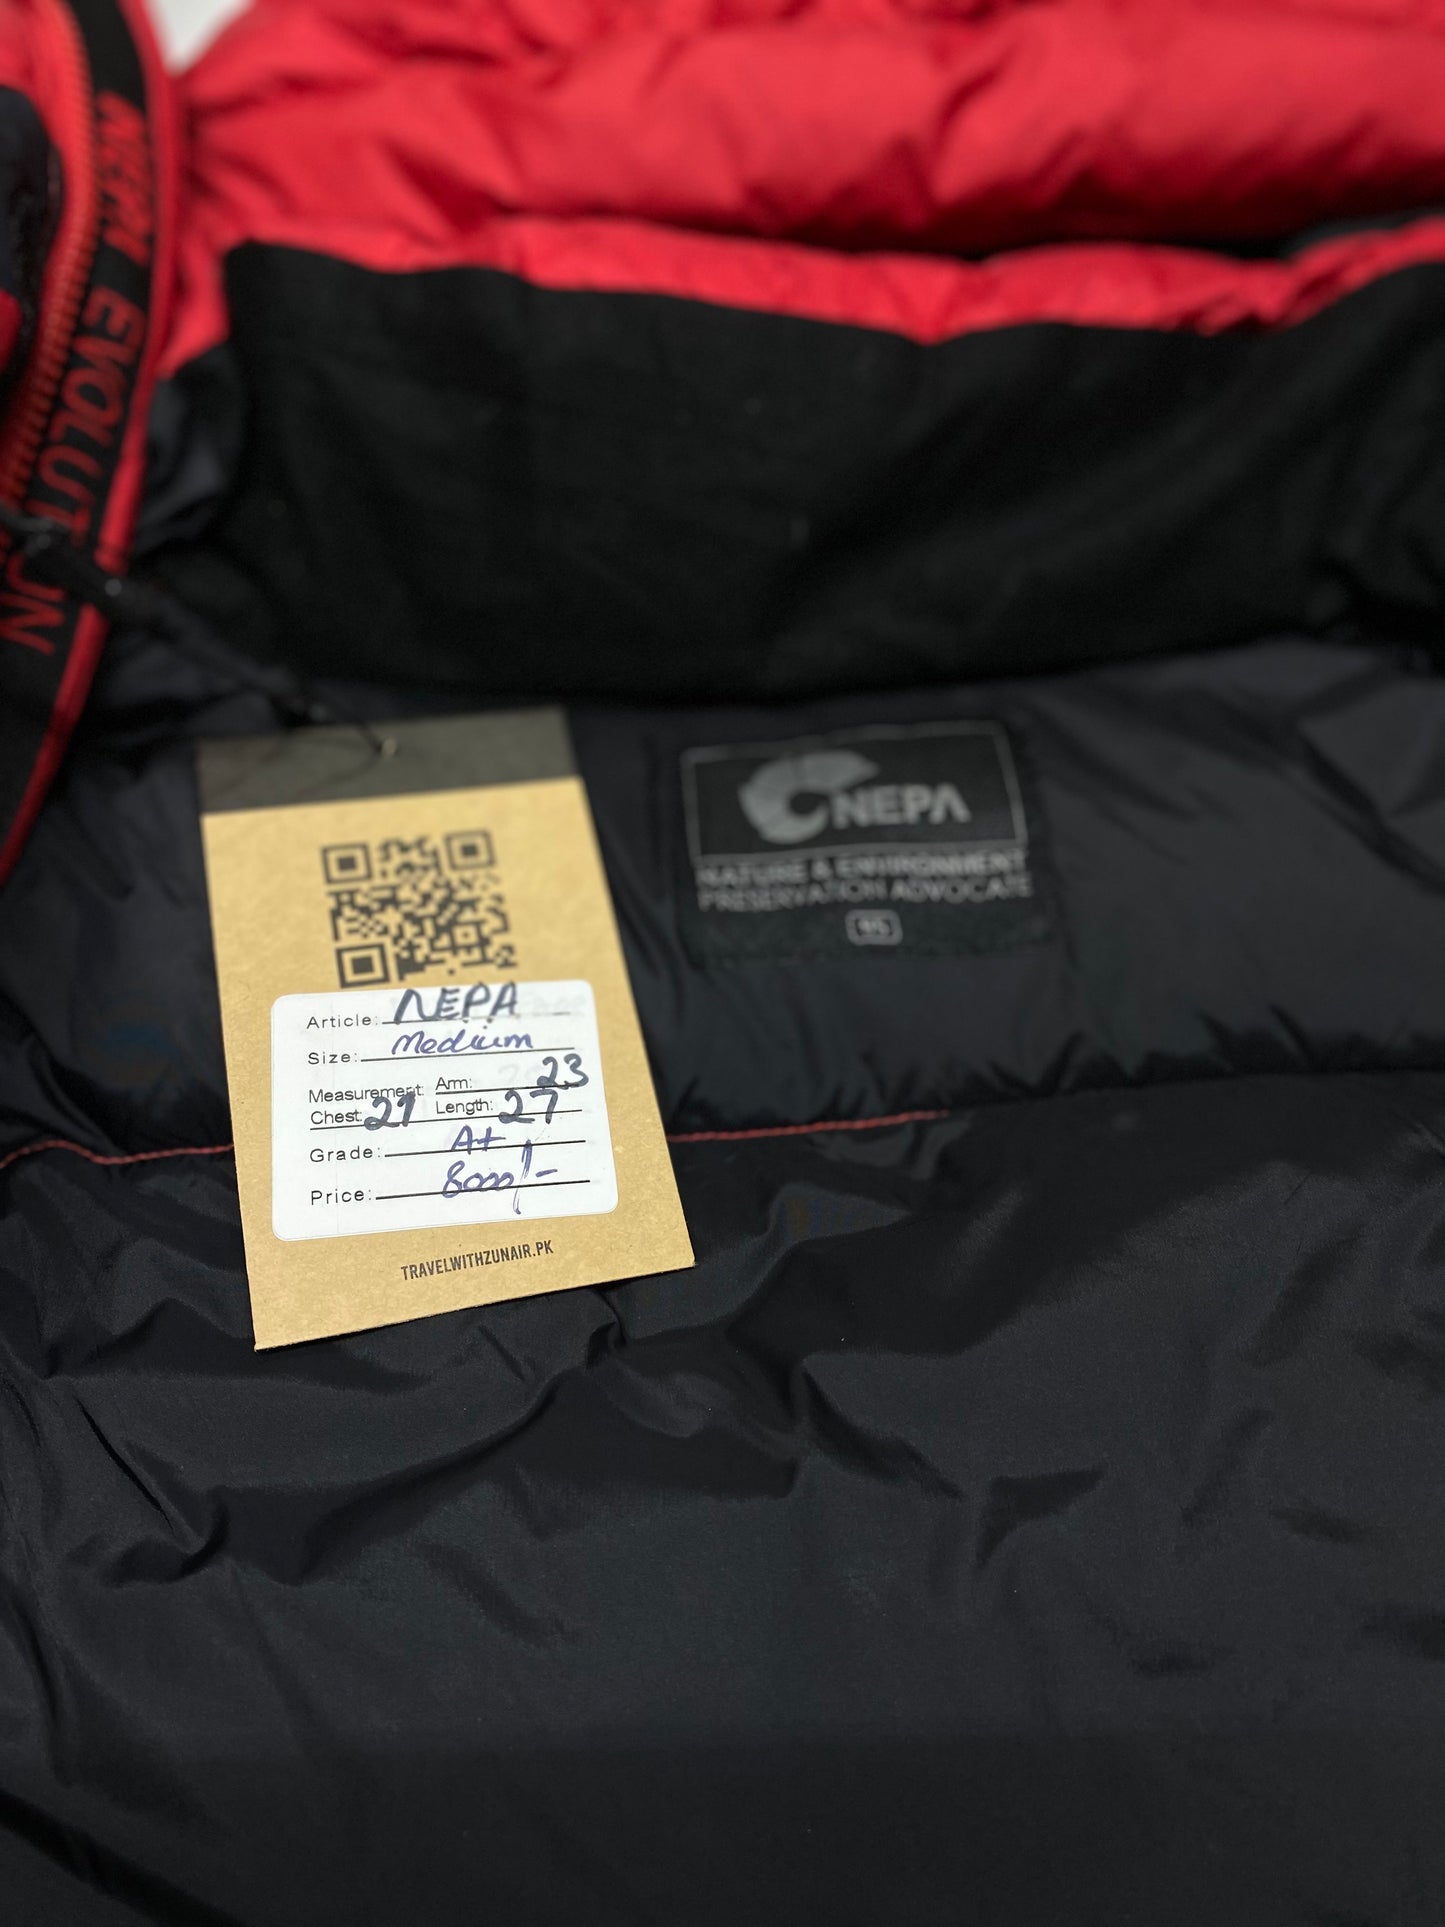 NEPA EVOLUTION
NEPA
NATURE & ENVIRONMENT
PRESERVATION ADVOCATE
95
Article: NEPA
Size: Medium
Measurement: Arm: 23
Chest: 21 Length: 27
Grade: A+
Price: 8000/-
TRAVELWITHZUNAIR.PK